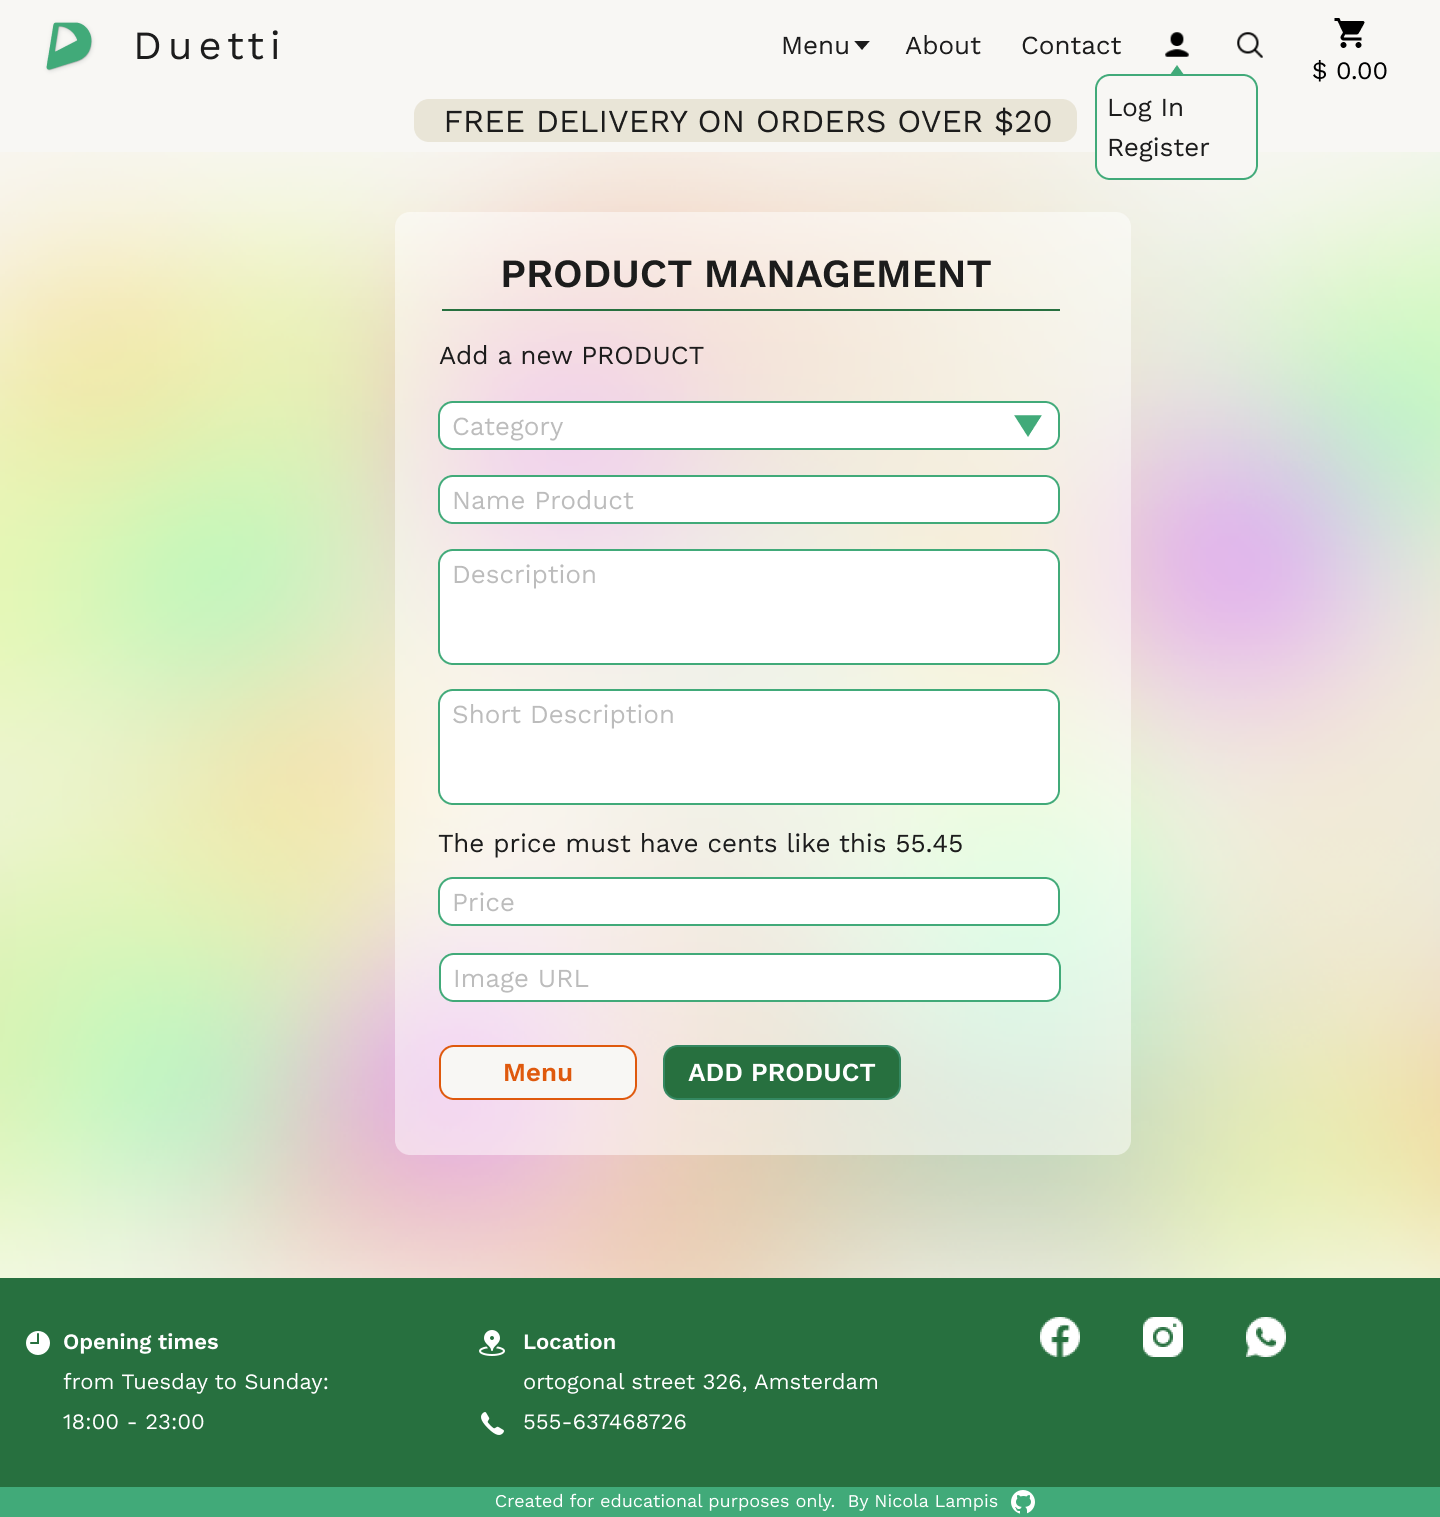 Duetti
Menu
About
Contact
$ 0.00
Log In
Register
FREE DELIVERY ON ORDERS OVER $20
PRODUCT MANAGEMENT
Add a new PRODUCT
Category
Name Product
Description
Short Description
The price must have cents like this 55.45
Price
Image URL
Menu
ADD PRODUCT
Opening times
from Tuesday to Sunday:
18:00 - 23:00
Location
ortogonal street 326, Amsterdam
555-637468726
Created for educational purposes only. By Nicola Lampis